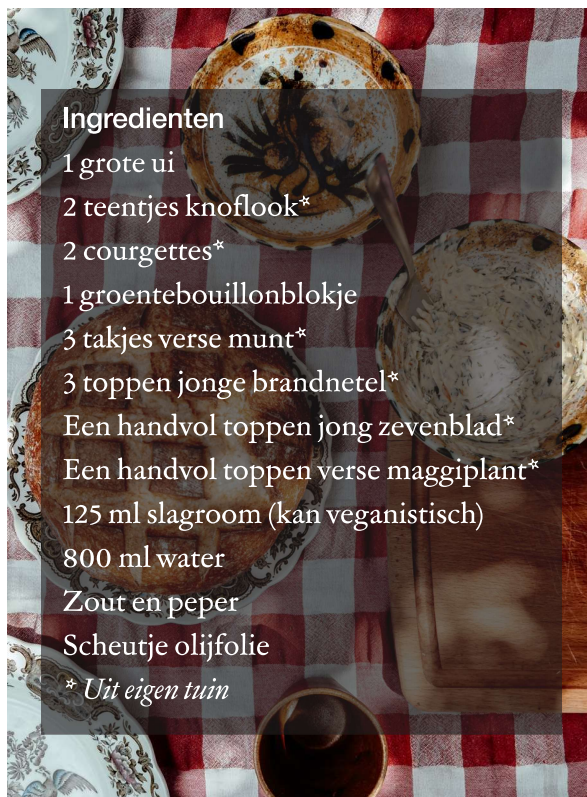 Ingredienten
1 grote ui
2 teentjes knoflook*
2 courgettes*
1 groentebouillonblokje
3 takjes verse munt*
3 toppen jonge brandnetel*
Een handvol toppen jong zevenblad*
Een handvol toppen verse maggiplant*
125 ml slagroom (kan veganistisch)
800 ml water
Zout en peper
Scheutje olijfolie
* Uit eigen tuin